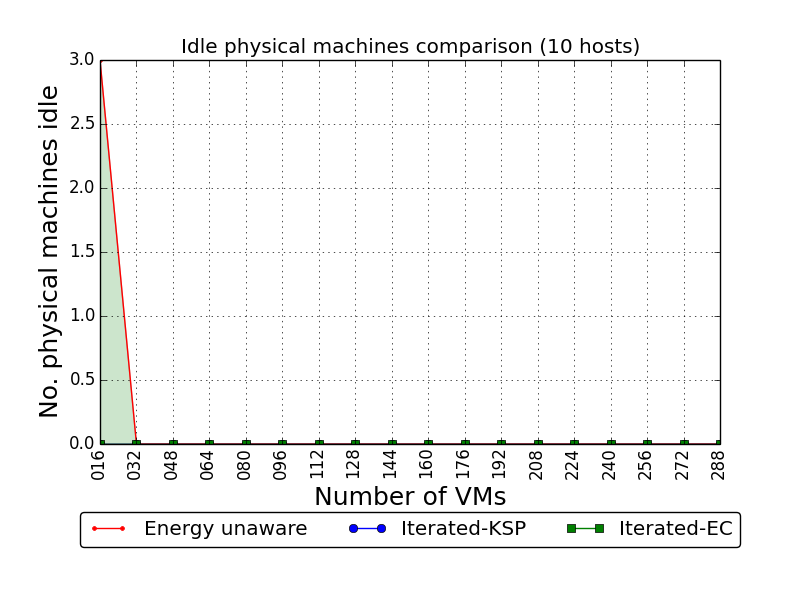 Idle physical machines comparison (10 hosts)
No. physical machines idle
3.0
2.5
2.0
1.5
1.0
0.5
0.0
016 032 048 064 080 096 112 128 144 160 176 192 208 224 240 256 272 288
Number of VMs
Energy unaware Iterated-KSP Iterated-EC